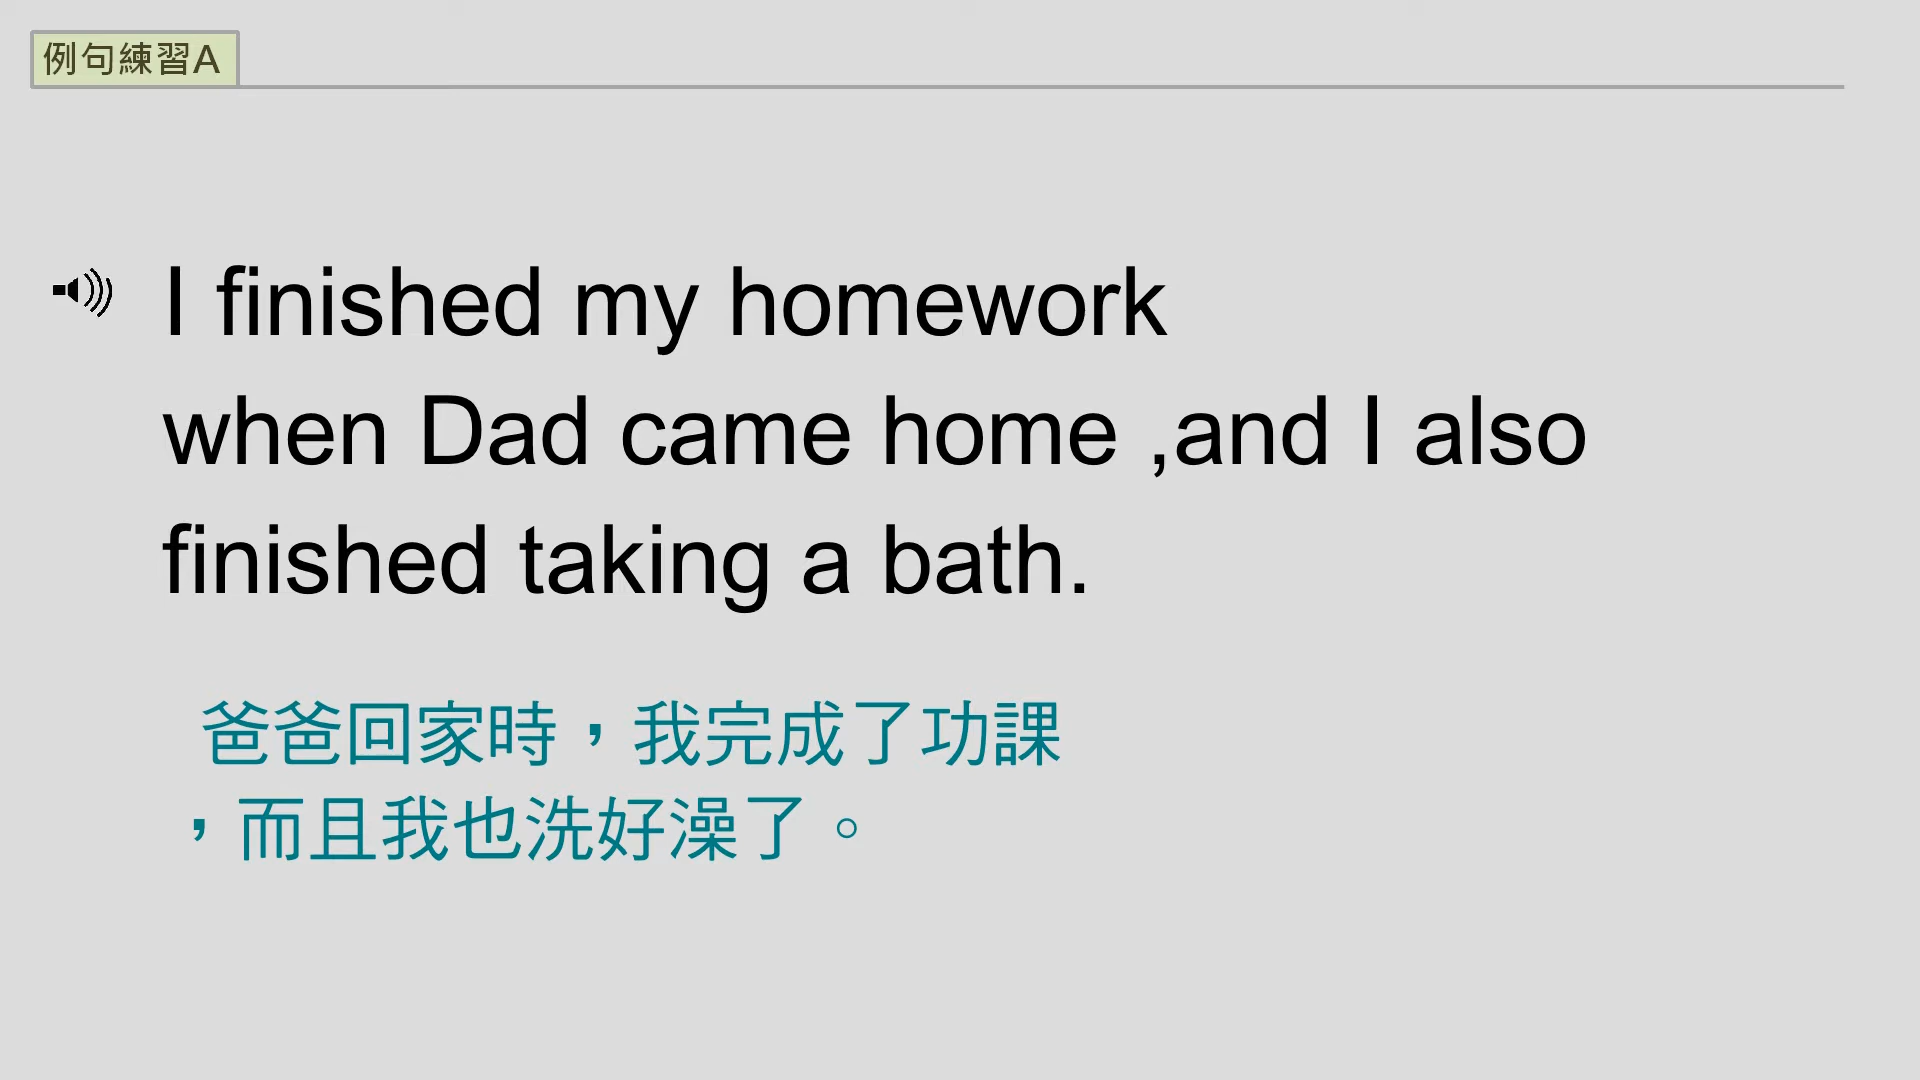 例句練習A
I finished my homework
when Dad came home ,and I also
finished taking a bath.
爸爸回家時，我完成了功課
，而且我也洗好澡了。